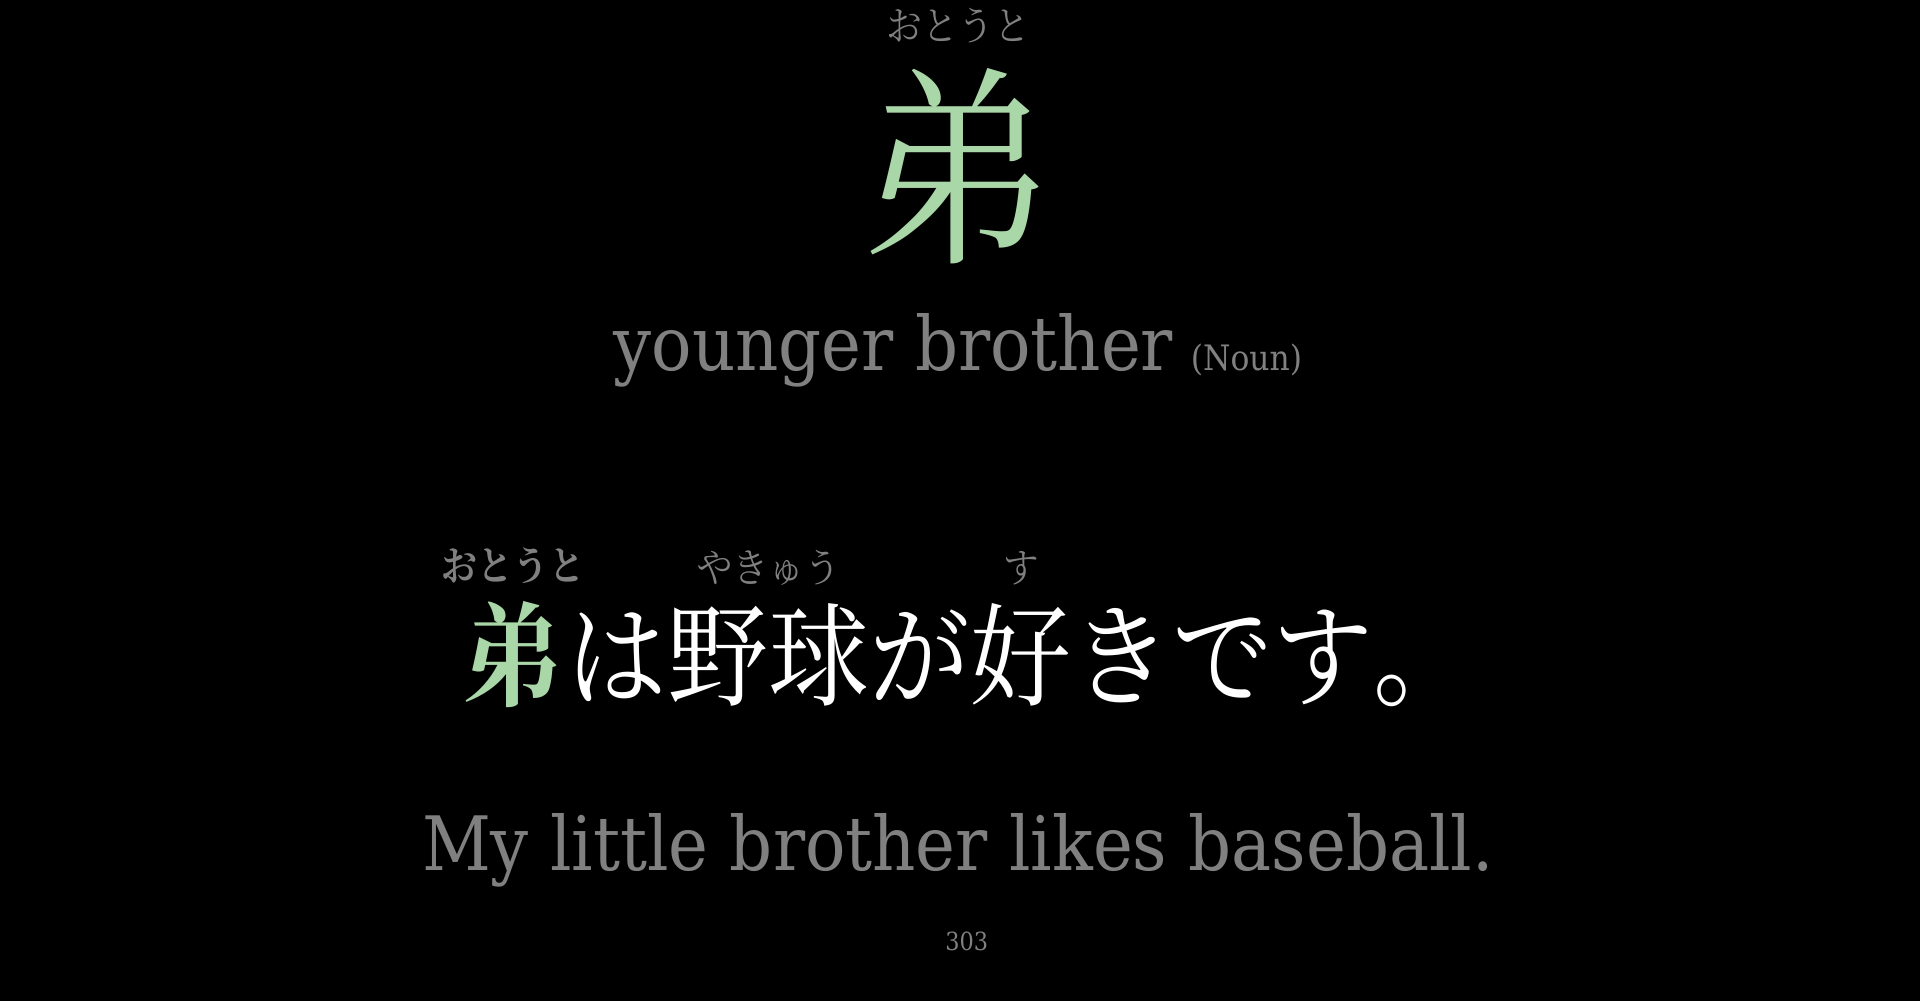 おとうと
弟
younger brother (Noun)
おとうと やきゅう す
弟は野球が好きです。
My little brother likes baseball.
303